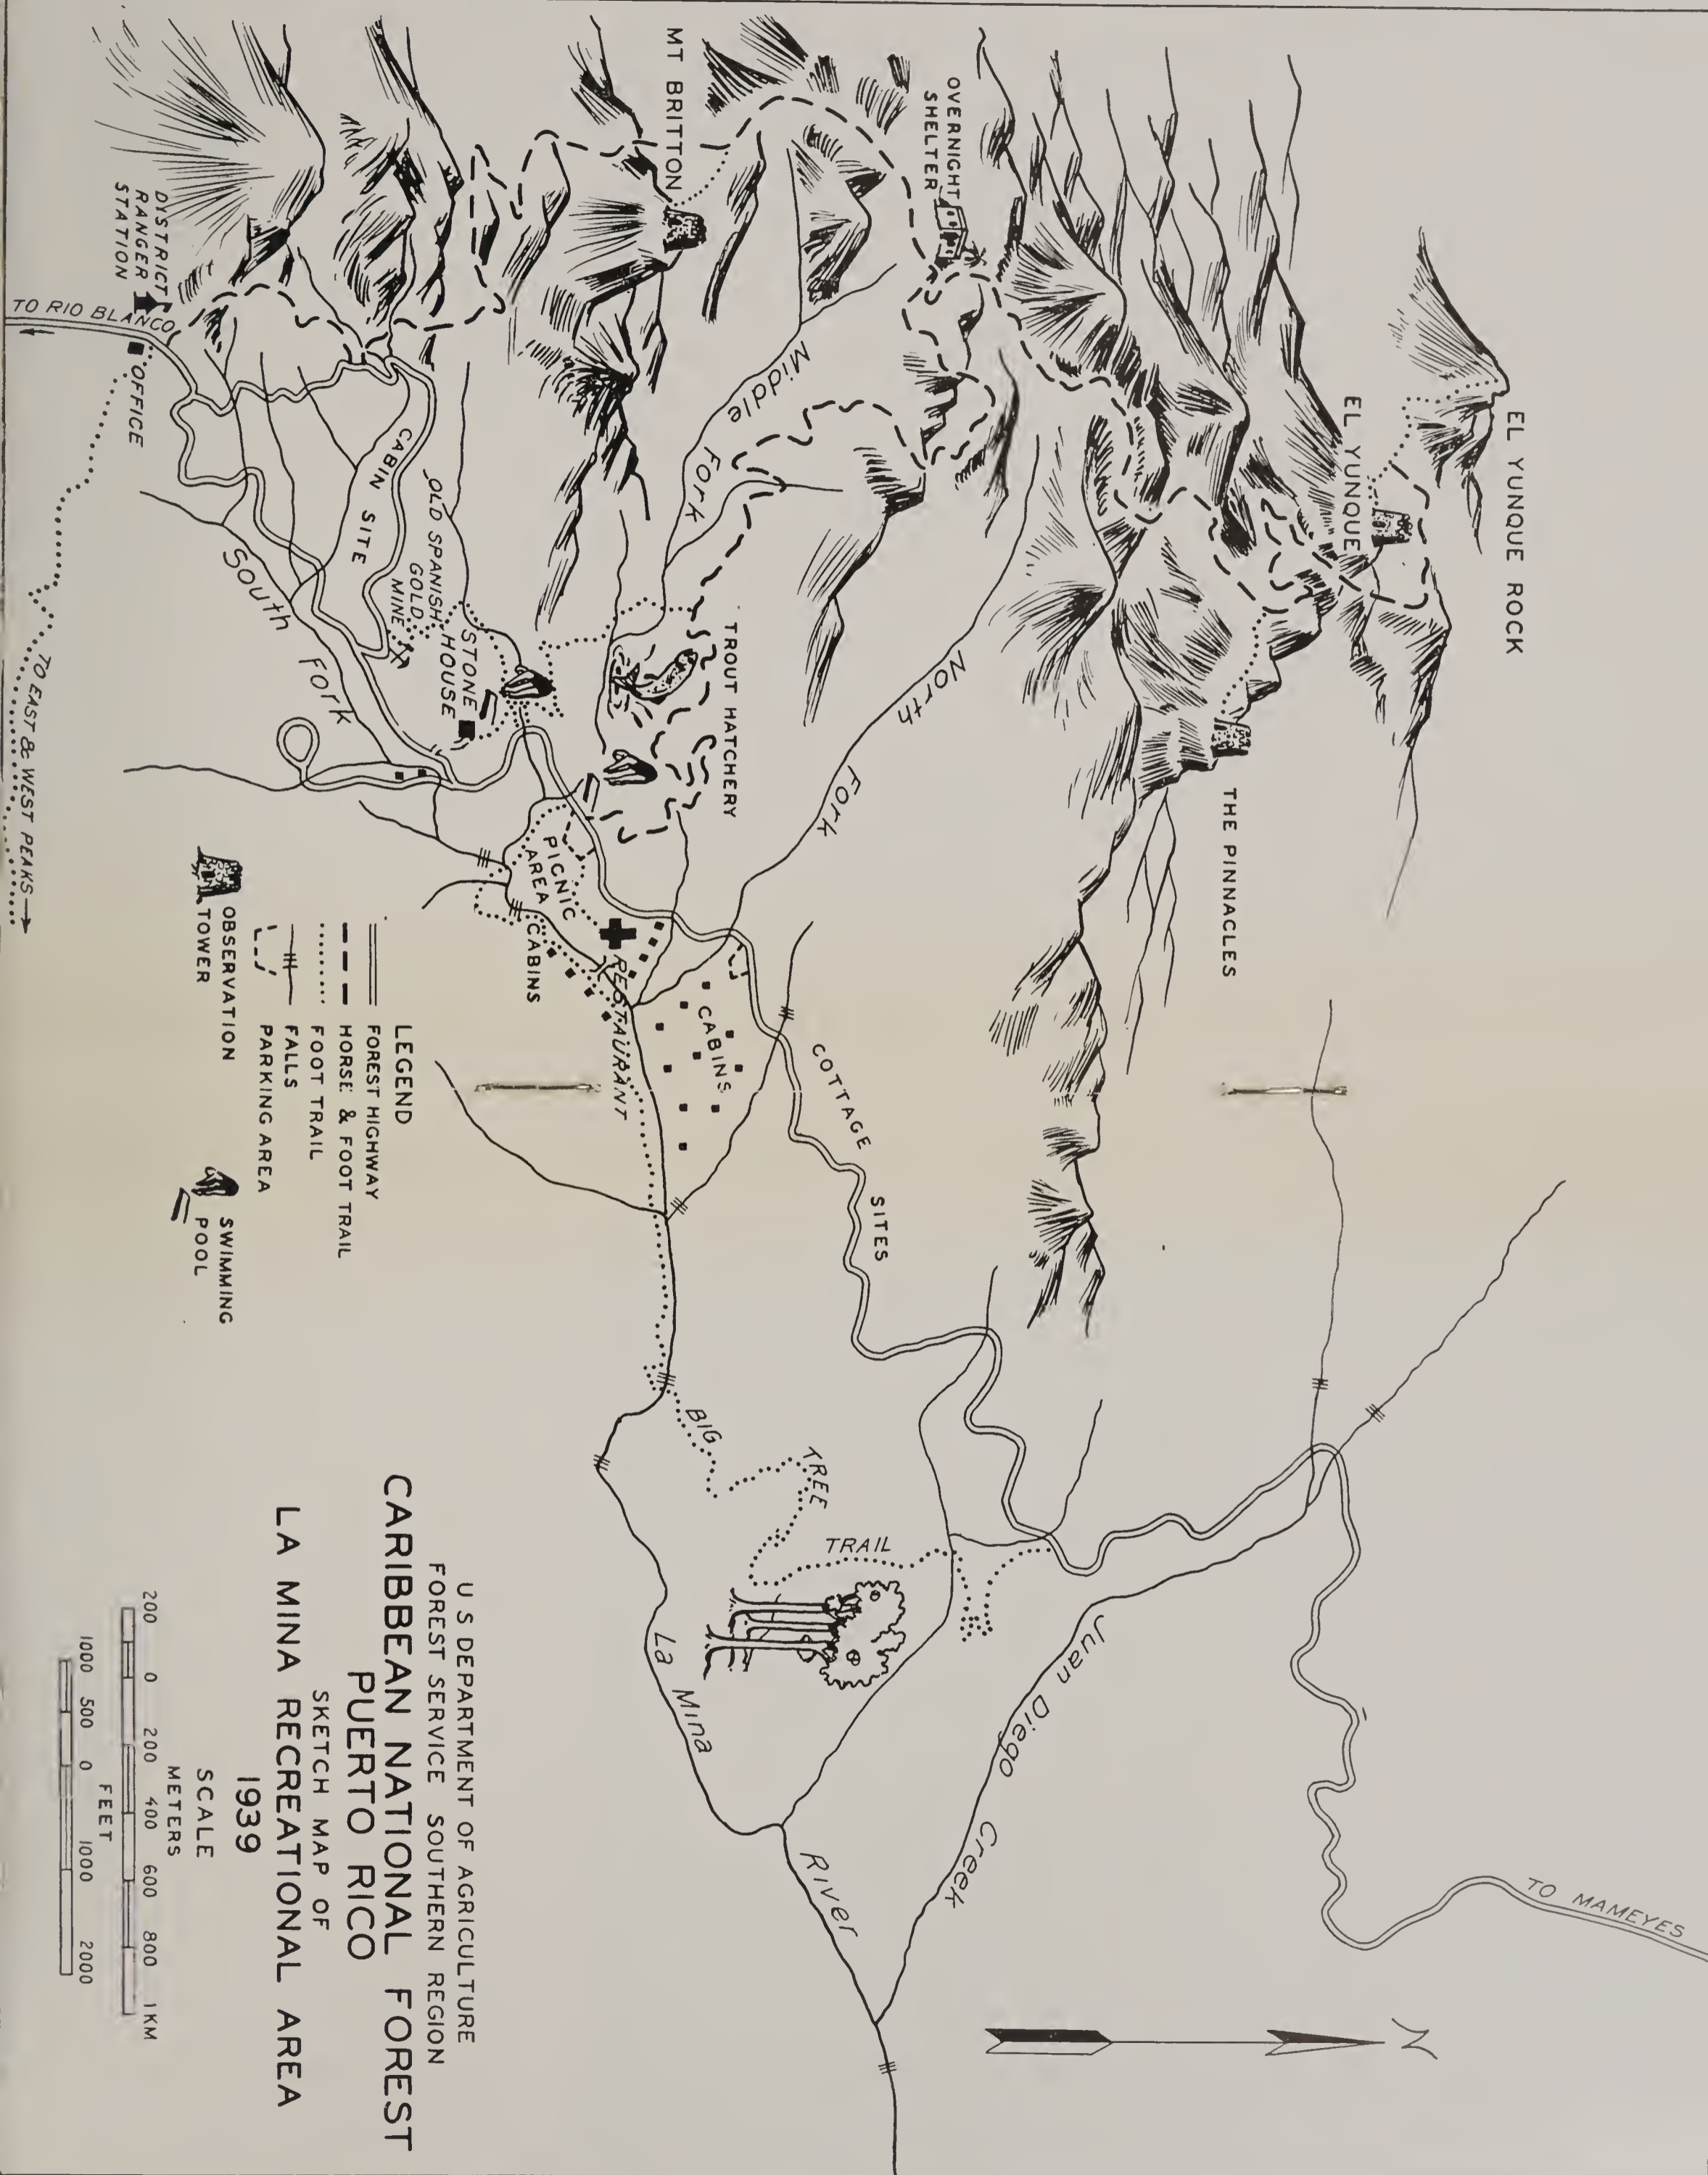 EL YUNQUE ROCK
EL YUNQUE
THE PINNACLES
OVERNIGHT
SHELTER
MT BRITTON
TROUT HATCHERY
North Fork
Middle Fork
South Fork
COTTAGE SITES
CABINS
RESTAURANT
PICNIC
AREA
CABINS
STONE
HOUSE
OLD SPANISH
GOLD
MINE
CABIN SITE
DYSTRICT
RANGER
STATION
OFFICE
TO RIO BLANCO
TO EAST & WEST PEAKS
BIG TREE TRAIL
La Mina River
Juan Diego Creek
TO MAMEYES
N
LEGEND
FOREST HIGHWAY
HORSE & FOOT TRAIL
FOOT TRAIL
FALLS
PARKING AREA
OBSERVATION
TOWER
SWIMMING
POOL
U S DEPARTMENT OF AGRICULTURE
FOREST SERVICE SOUTHERN REGION
CARIBBEAN NATIONAL FOREST
PUERTO RICO
SKETCH MAP OF
LA MINA RECREATIONAL AREA
1939
SCALE
METERS
200 0 200 400 600 800 1KM
FEET
1000 500 0 1000 2000